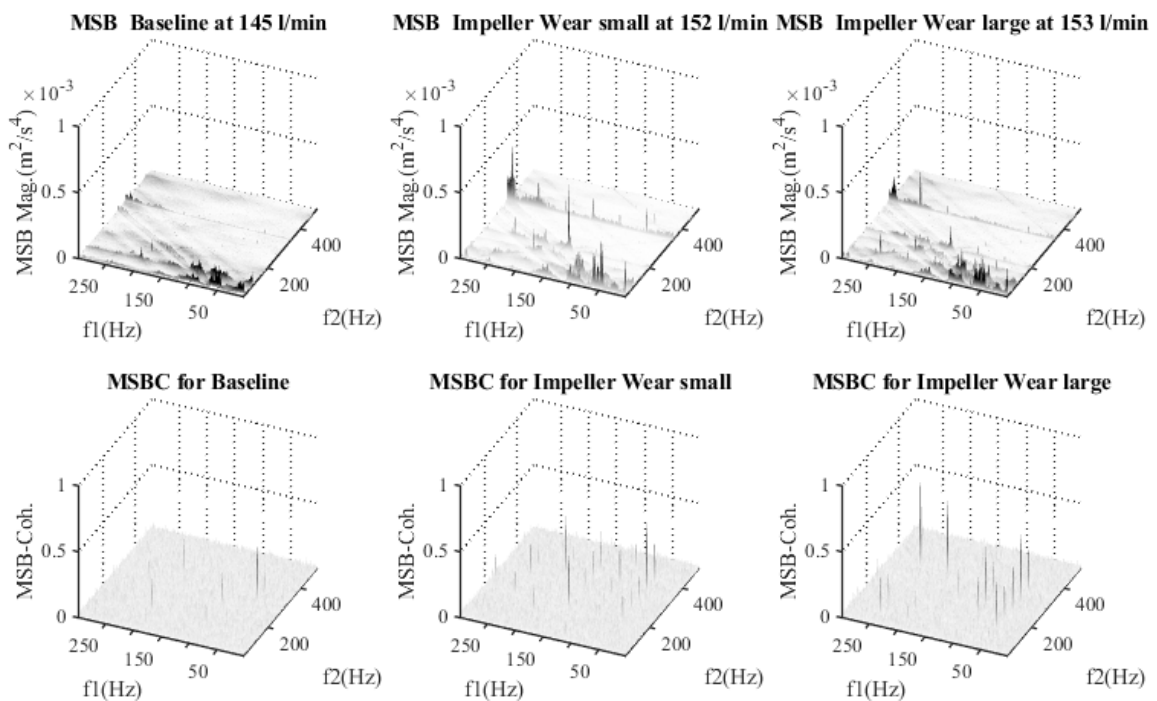 MSB Baseline at 145 l/min
MSB Impeller Wear small at 152 l/min
MSB Impeller Wear large at 153 l/min
×10⁻³
1
0.5
0
MSB Mag.(m²/s⁴)
250
150
50
f1(Hz)
200
400
f2(Hz)
×10⁻³
1
0.5
0
MSB Mag.(m²/s⁴)
250
150
50
f1(Hz)
200
400
f2(Hz)
×10⁻³
1
0.5
0
MSB Mag.(m²/s⁴)
250
150
50
f1(Hz)
200
400
f2(Hz)
MSBC for Baseline
MSBC for Impeller Wear small
MSBC for Impeller Wear large
1
0.5
0
MSB-Coh.
250
150
50
f1(Hz)
200
400
f2(Hz)
1
0.5
0
MSB-Coh.
250
150
50
f1(Hz)
200
400
f2(Hz)
1
0.5
0
MSB-Coh.
250
150
50
f1(Hz)
200
400
f2(Hz)